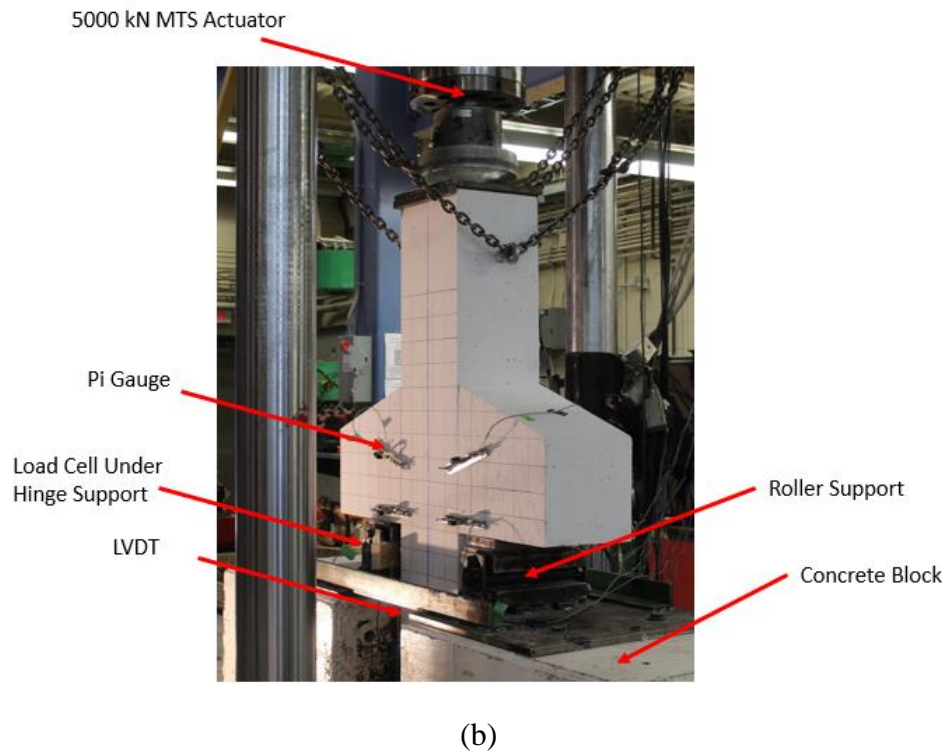 5000 kN MTS Actuator
Pi Gauge
Load Cell Under
Hinge Support
Roller Support
LVDT
Concrete Block
(b)